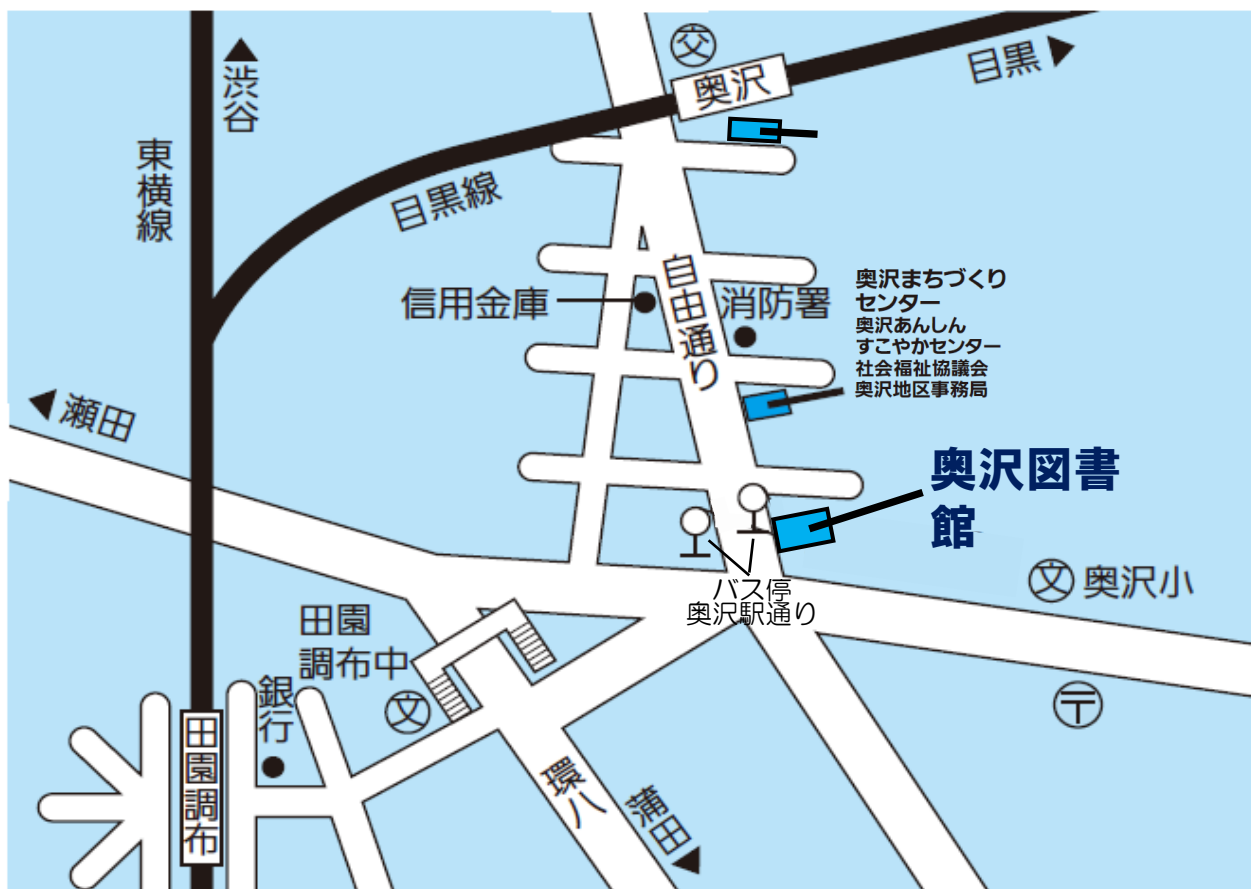 交
奥沢
目黒
渋谷
東横線
目黒線
自由通り
信用金庫
消防署
奥沢まちづくり
センター
奥沢あんしん
すこやかセンター
社会福祉協議会
奥沢地区事務局
瀬田
奥沢図書
館
バス停
奥沢駅通り
文 奥沢小
田園
調布中
文
銀行
〒
田園調布
環八
蒲田